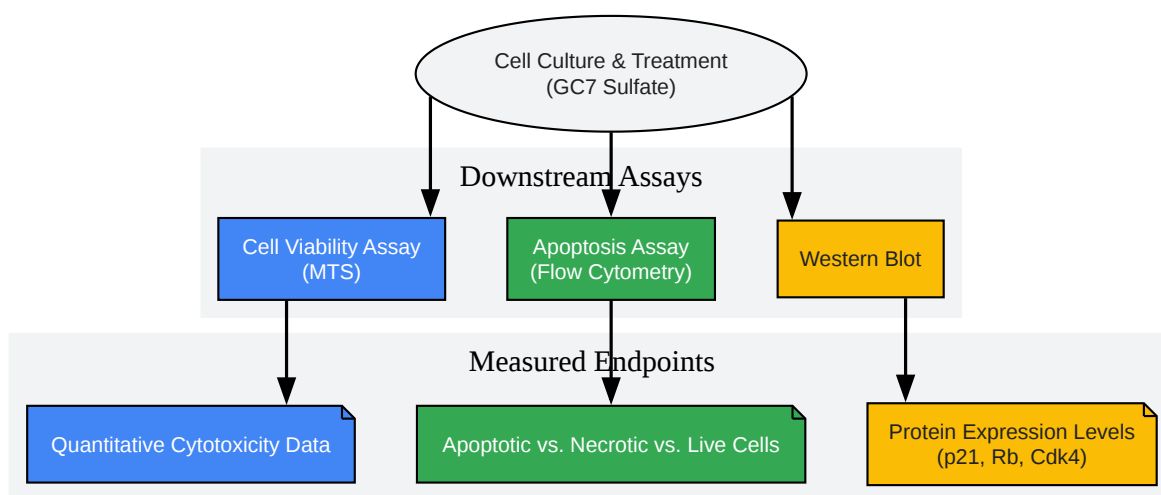 Cell Culture & Treatment
(GC7 Sulfate)
Downstream Assays
Cell Viability Assay
(MTS)
Apoptosis Assay
(Flow Cytometry)
Western Blot
Measured Endpoints
Quantitative Cytotoxicity Data
Apoptotic vs. Necrotic vs. Live Cells
Protein Expression Levels
(p21, Rb, Cdk4)